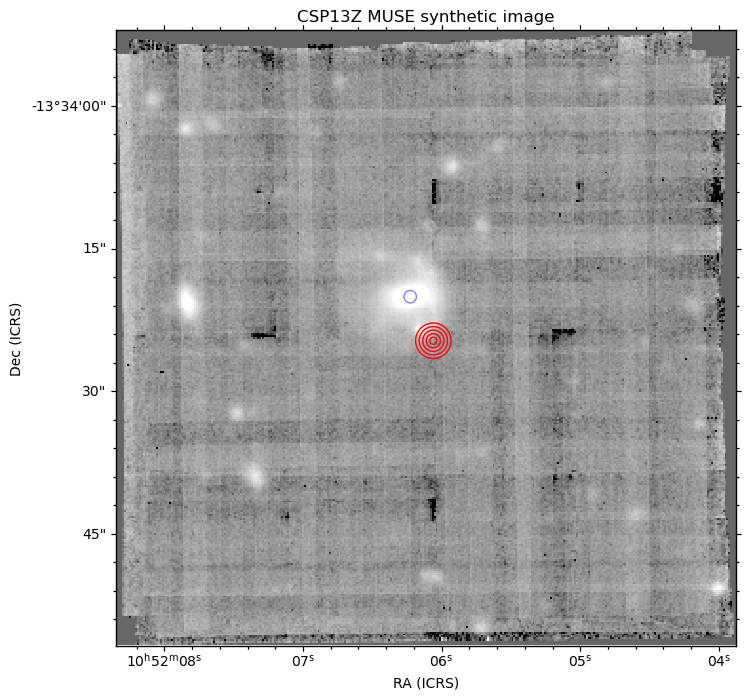 CSP13Z MUSE synthetic image
-13°34'00"
15"
30"
45"
Dec (ICRS)
10ʰ52ᵐ08ˢ 07ˢ 06ˢ 05ˢ 04ˢ
RA (ICRS)